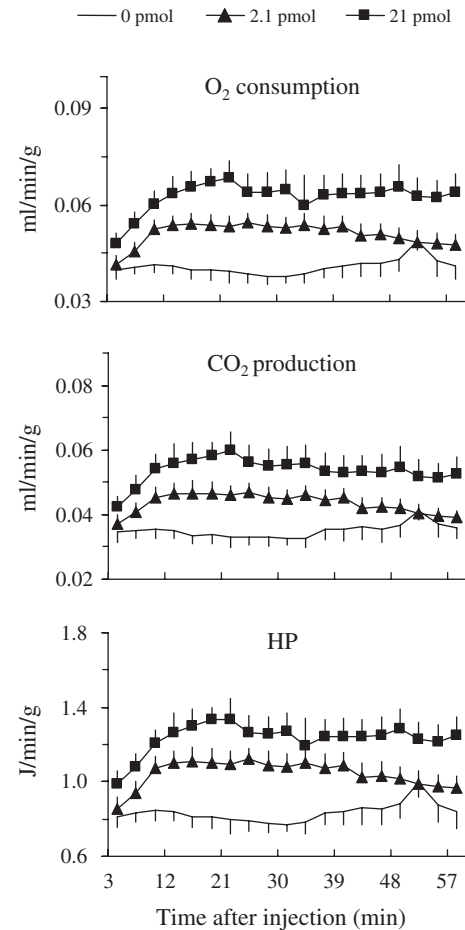 0 pmol 2.1 pmol 21 pmol
O₂ consumption
ml/min/g
0.09
0.06
0.03
CO₂ production
ml/min/g
0.08
0.06
0.04
0.02
HP
J/min/g
1.8
1.4
1.0
0.6
3 12 21 30 39 48 57
Time after injection (min)